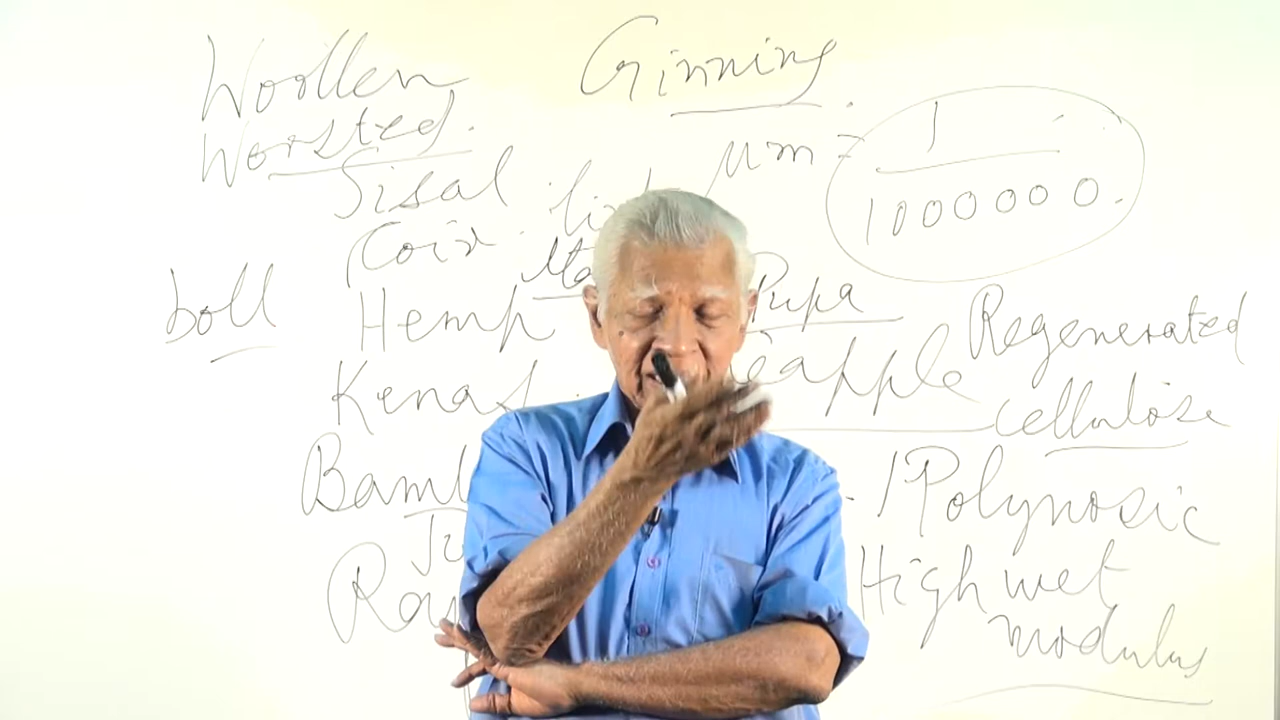 Woollen
Ginning
Worsted.
Sisal
μm = 1 / 1000000.
Coir
boll
Hemp
Pupa
Regenerated
Kenaf
cellulose
Polynosic
High wet
modulus